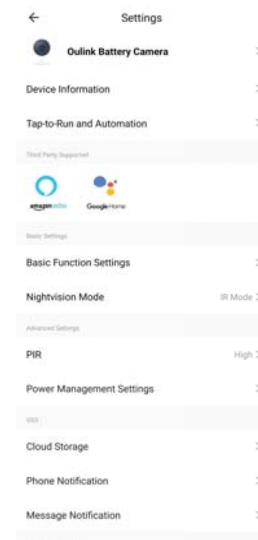 Settings
Oulink Battery Camera
Device Information
Tap-to-Run and Automation
Third Party Supported
amazon echo Google Home
Basic Settings
Basic Function Settings
Nightvision Mode IR Mode
Advanced Settings
PIR High
Power Management Settings
Cloud Storage
Phone Notification
Message Notification